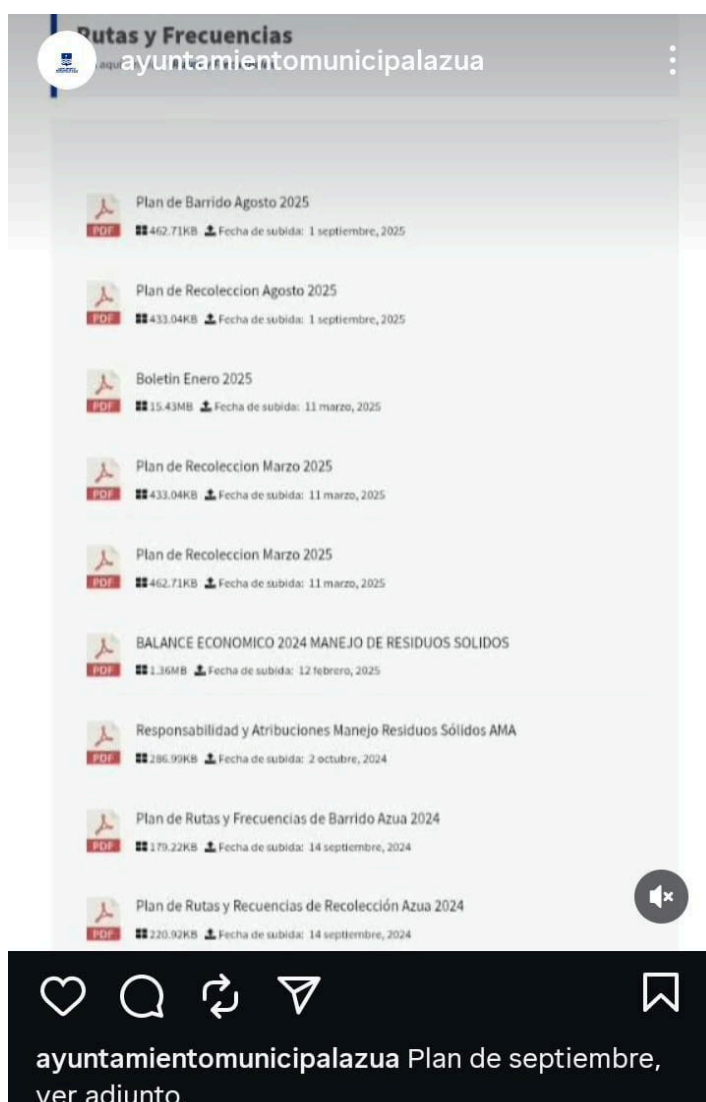 Rutas y Frecuencias
ayuntamientomunicipalazua
Plan de Barrido Agosto 2025
462.71KB Fecha de subida: 1 septiembre, 2025
PDF
Plan de Recoleccion Agosto 2025
433.04KB Fecha de subida: 1 septiembre, 2025
PDF
Boletin Enero 2025
15.43MB Fecha de subida: 11 marzo, 2025
PDF
Plan de Recoleccion Marzo 2025
433.04KB Fecha de subida: 11 marzo, 2025
PDF
Plan de Recoleccion Marzo 2025
462.71KB Fecha de subida: 11 marzo, 2025
PDF
BALANCE ECONOMICO 2024 MANEJO DE RESIDUOS SOLIDOS
1.36MB Fecha de subida: 12 febrero, 2025
PDF
Responsabilidad y Atribuciones Manejo Residuos Sólidos AMA
286.99KB Fecha de subida: 2 octubre, 2024
PDF
Plan de Rutas y Frecuencias de Barrido Azua 2024
179.22KB Fecha de subida: 14 septiembre, 2024
PDF
Plan de Rutas y Recuencias de Recolección Azua 2024
220.92KB Fecha de subida: 14 septiembre, 2024
PDF
ayuntamientomunicipalazua Plan de septiembre,
ver adjunto